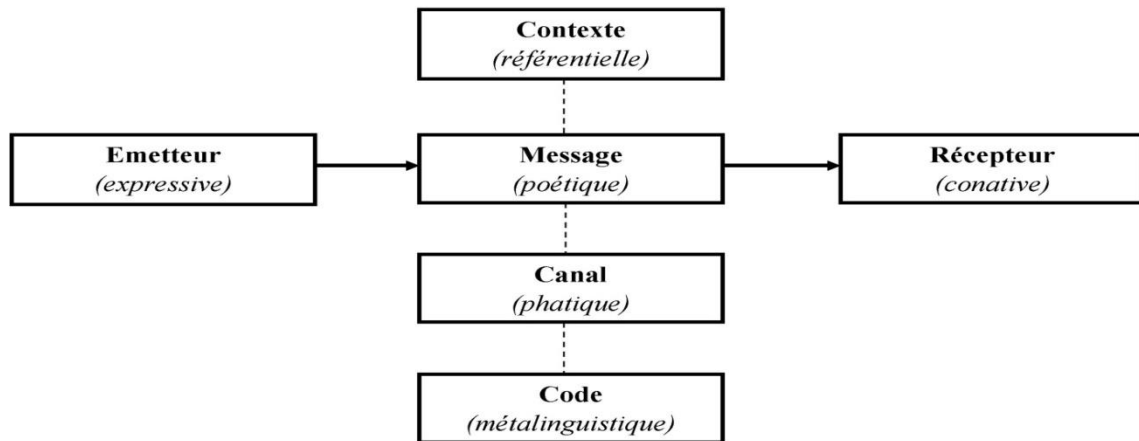 Contexte
(référentielle)
Emetteur
(expressive)
Message
(poétique)
Récepteur
(conative)
Canal
(phatique)
Code
(métalinguistique)